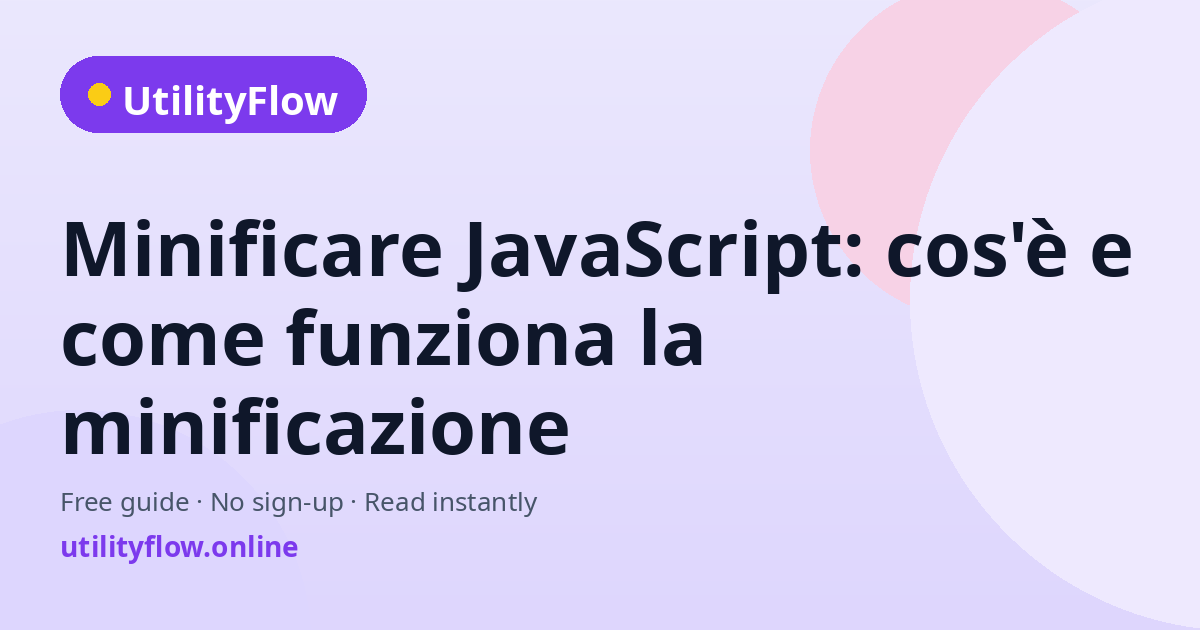 UtilityFlow
Minificare JavaScript: cos'è e
come funziona la
minificazione
Free guide · No sign-up · Read instantly
utilityflow.online